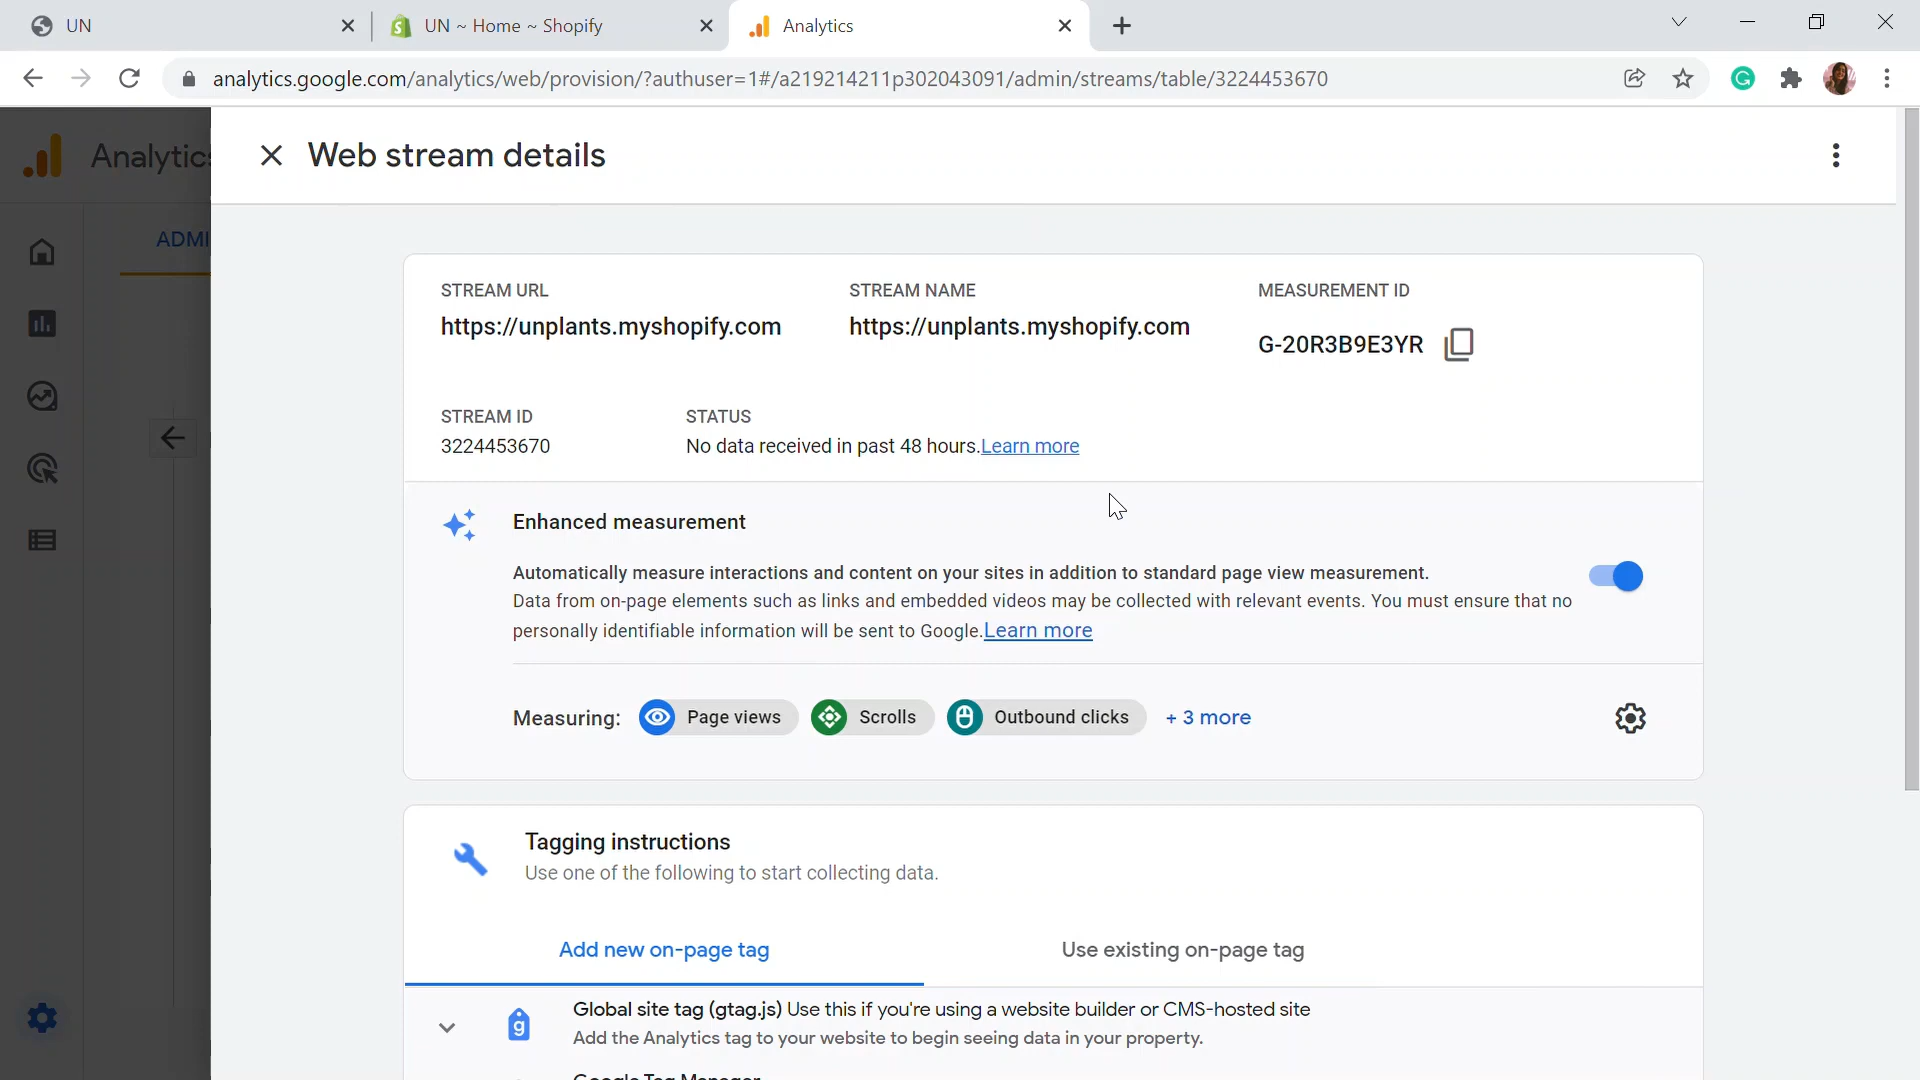 UN
UN ~ Home ~ Shopify
Analytics
analytics.google.com/analytics/web/provision/?authuser=1#/a219214211p302043091/admin/streams/table/3224453670
Analytics
Web stream details
ADMI
STREAM URL
STREAM NAME
MEASUREMENT ID
https://unplants.myshopify.com
https://unplants.myshopify.com
G-20R3B9E3YR
STREAM ID
STATUS
3224453670
No data received in past 48 hours.Learn more
Enhanced measurement
Automatically measure interactions and content on your sites in addition to standard page view measurement.
Data from on-page elements such as links and embedded videos may be collected with relevant events. You must ensure that no
personally identifiable information will be sent to Google.Learn more
Measuring:
Page views
Scrolls
Outbound clicks
+ 3 more
Tagging instructions
Use one of the following to start collecting data.
Add new on-page tag
Use existing on-page tag
Global site tag (gtag.js) Use this if you're using a website builder or CMS-hosted site
Add the Analytics tag to your website to begin seeing data in your property.
Google Tag Manager